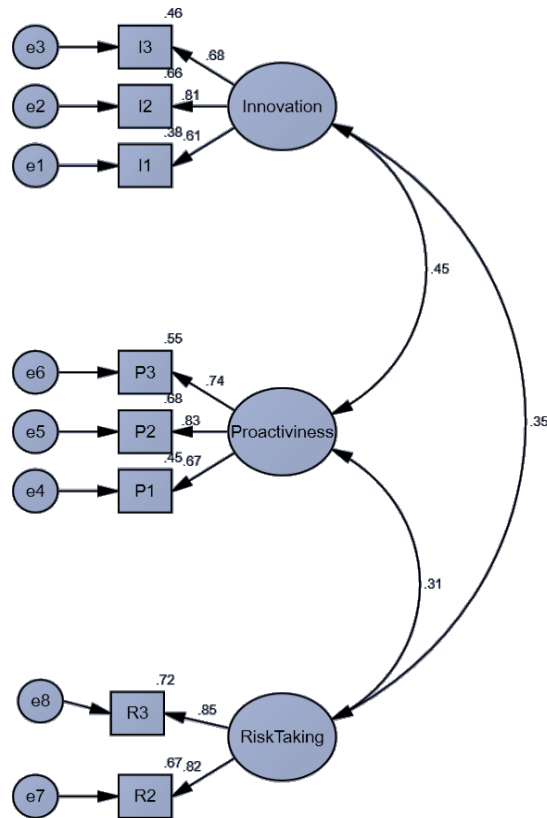 .46
e3 I3 .68
.66
e2 I2 .81 Innovation
.38 .61
e1 I1
.45
.55
e6 P3 .74
.68
e5 P2 .83 Proactiviness .35
.45 .67
e4 P1
.31
.72
e8 R3 .85
RiskTaking
.67 .82
e7 R2